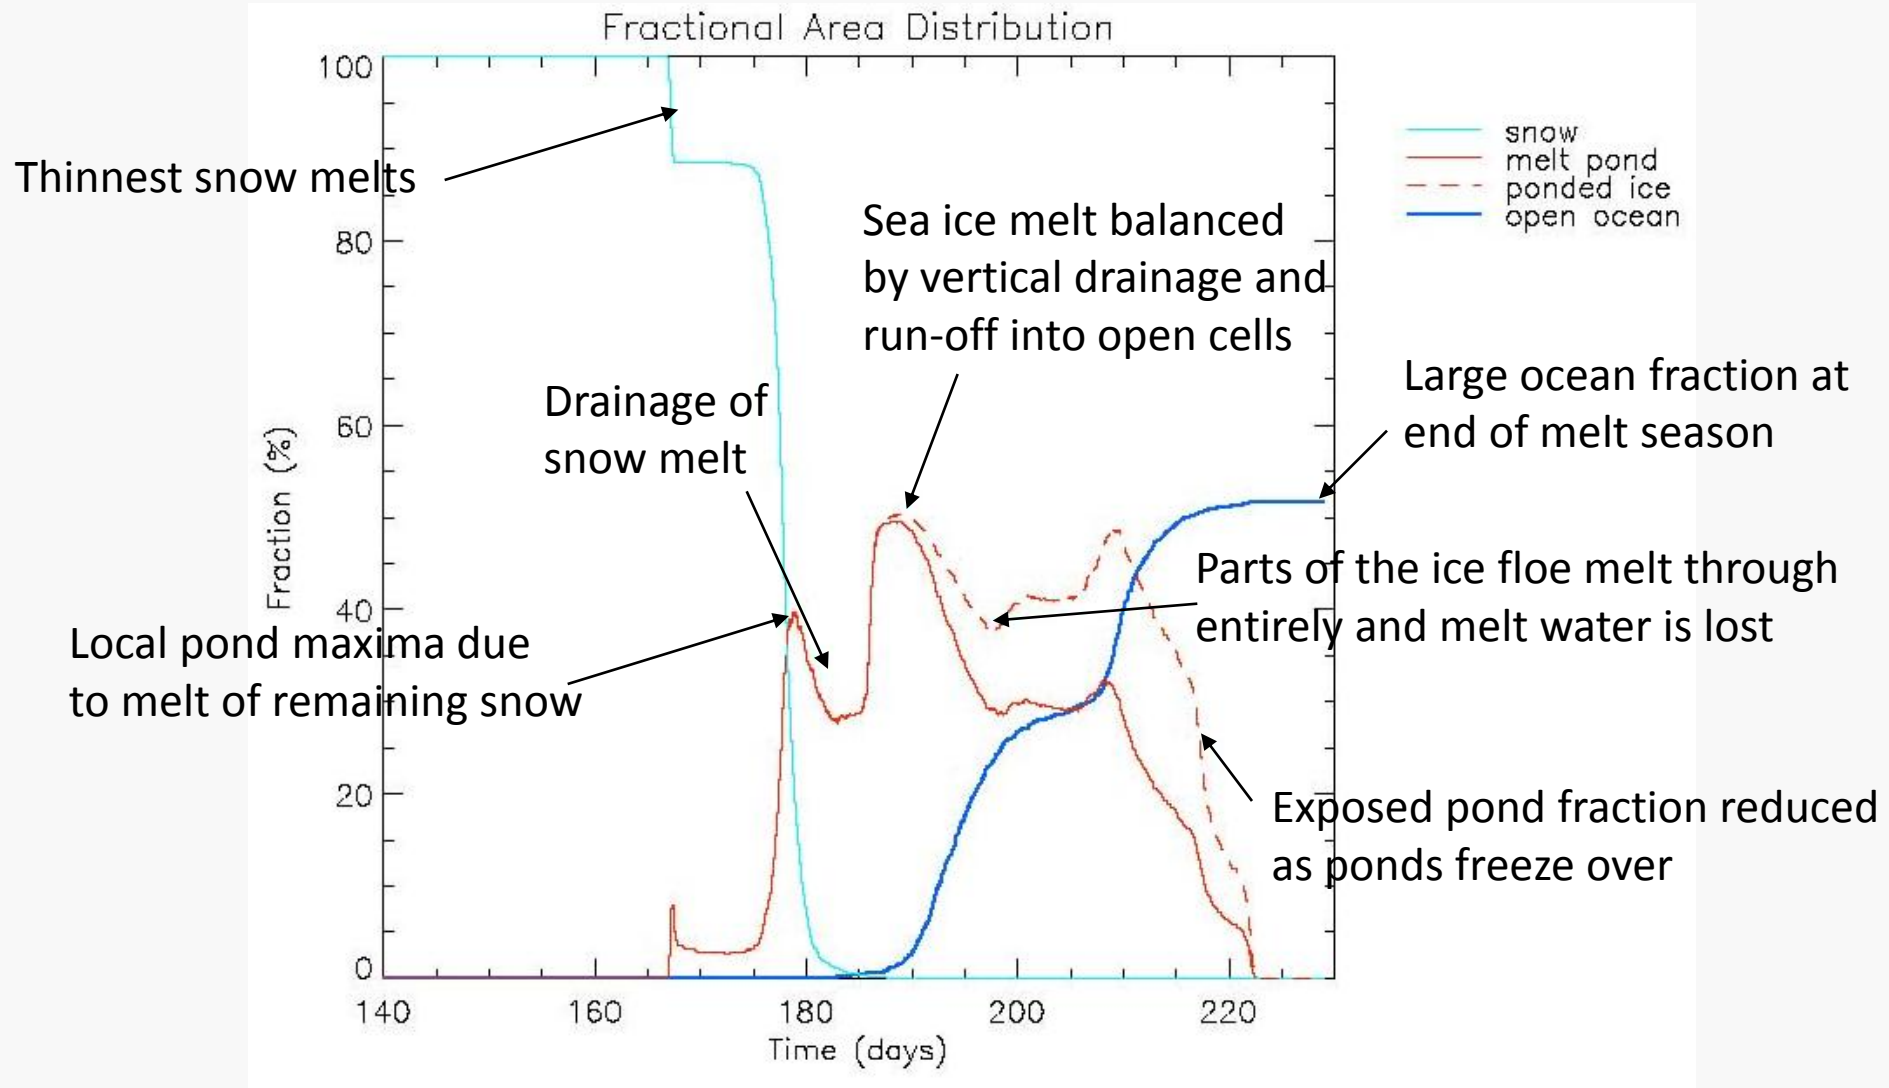 Fractional Area Distribution
100
80
60
40
20
0
Fraction (%)
140 160 180 200 220
Time (days)
snow
melt pond
ponded ice
open ocean
Thinnest snow melts
Sea ice melt balanced
by vertical drainage and
run-off into open cells
Drainage of
snow melt
Large ocean fraction at
end of melt season
Parts of the ice floe melt through
entirely and melt water is lost
Local pond maxima due
to melt of remaining snow
Exposed pond fraction reduced
as ponds freeze over